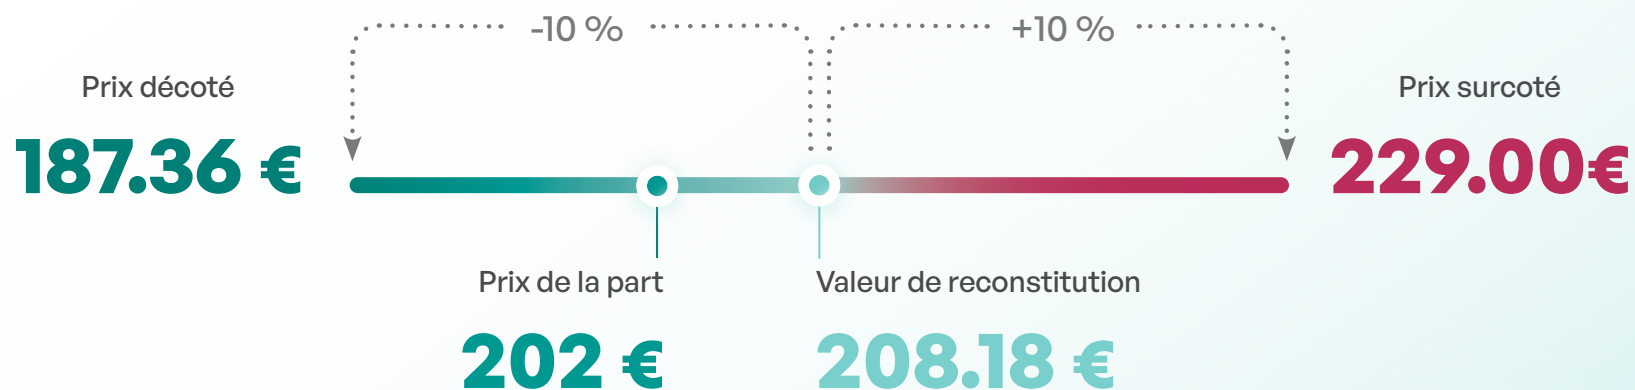 -10 %
+10 %
Prix décoté
Prix surcoté
187.36 €
229.00€
Prix de la part
Valeur de reconstitution
202 €
208.18 €